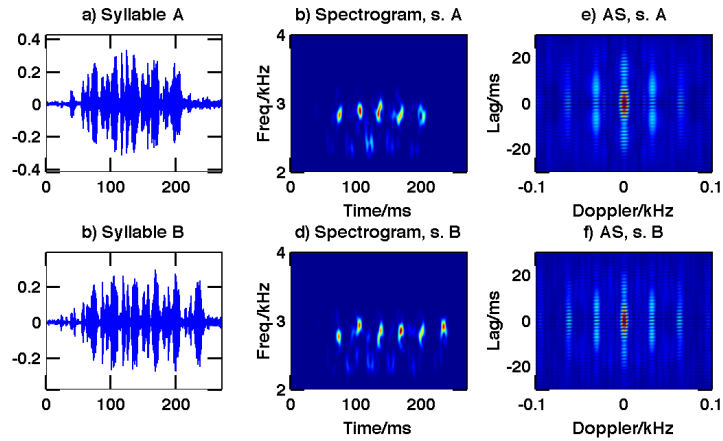 a) Syllable A
b) Spectrogram, s. A
e) AS, s. A
0.4
0.2
0
-0.2
-0.4
0 100 200
Freq./kHz
4
3
2
0 100 200
Time/ms
Lag/ms
20
0
-20
-0.1 0 0.1
Doppler/kHz
b) Syllable B
d) Spectrogram, s. B
f) AS, s. B
0.2
0
-0.2
0 100 200
Freq./kHz
4
3
2
0 100 200
Time/ms
Lag/ms
20
0
-20
-0.1 0 0.1
Doppler/kHz